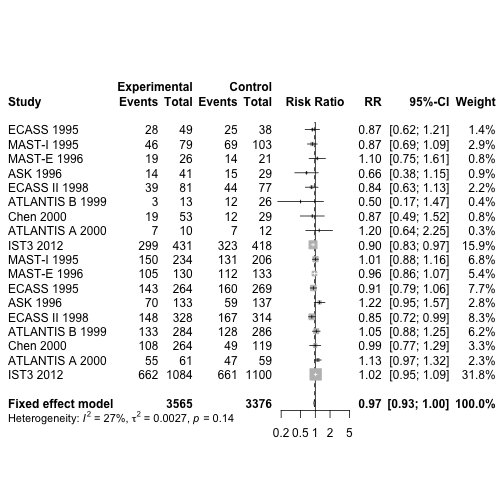 Experimental Control
Study Events Total Events Total Risk Ratio RR 95%-CI Weight
ECASS 1995 28 49 25 38 0.87 [0.62; 1.21] 1.4%
MAST-I 1995 46 79 69 103 0.87 [0.69; 1.09] 2.9%
MAST-E 1996 19 26 14 21 1.10 [0.75; 1.61] 0.8%
ASK 1996 14 41 15 29 0.66 [0.38; 1.15] 0.8%
ECASS II 1998 39 81 44 77 0.84 [0.63; 1.13] 2.2%
ATLANTIS B 1999 3 13 12 26 0.50 [0.17; 1.47] 0.4%
Chen 2000 19 53 12 29 0.87 [0.49; 1.52] 0.8%
ATLANTIS A 2000 7 10 7 12 1.20 [0.64; 2.25] 0.3%
IST3 2012 299 431 323 418 0.90 [0.83; 0.97] 15.9%
MAST-I 1995 150 234 131 206 1.01 [0.88; 1.16] 6.8%
MAST-E 1996 105 130 112 133 0.96 [0.86; 1.07] 5.4%
ECASS 1995 143 264 160 269 0.91 [0.79; 1.06] 7.7%
ASK 1996 70 133 59 137 1.22 [0.95; 1.57] 2.8%
ECASS II 1998 148 328 167 314 0.85 [0.72; 0.99] 8.3%
ATLANTIS B 1999 133 284 128 286 1.05 [0.88; 1.25] 6.2%
Chen 2000 108 264 49 119 0.99 [0.77; 1.29] 3.3%
ATLANTIS A 2000 55 61 47 59 1.13 [0.97; 1.32] 2.3%
IST3 2012 662 1084 661 1100 1.02 [0.95; 1.09] 31.8%
Fixed effect model 3565 3376 0.97 [0.93; 1.00] 100.0%
Heterogeneity: I² = 27%, τ² = 0.0027, p = 0.14
0.2 0.5 1 2 5